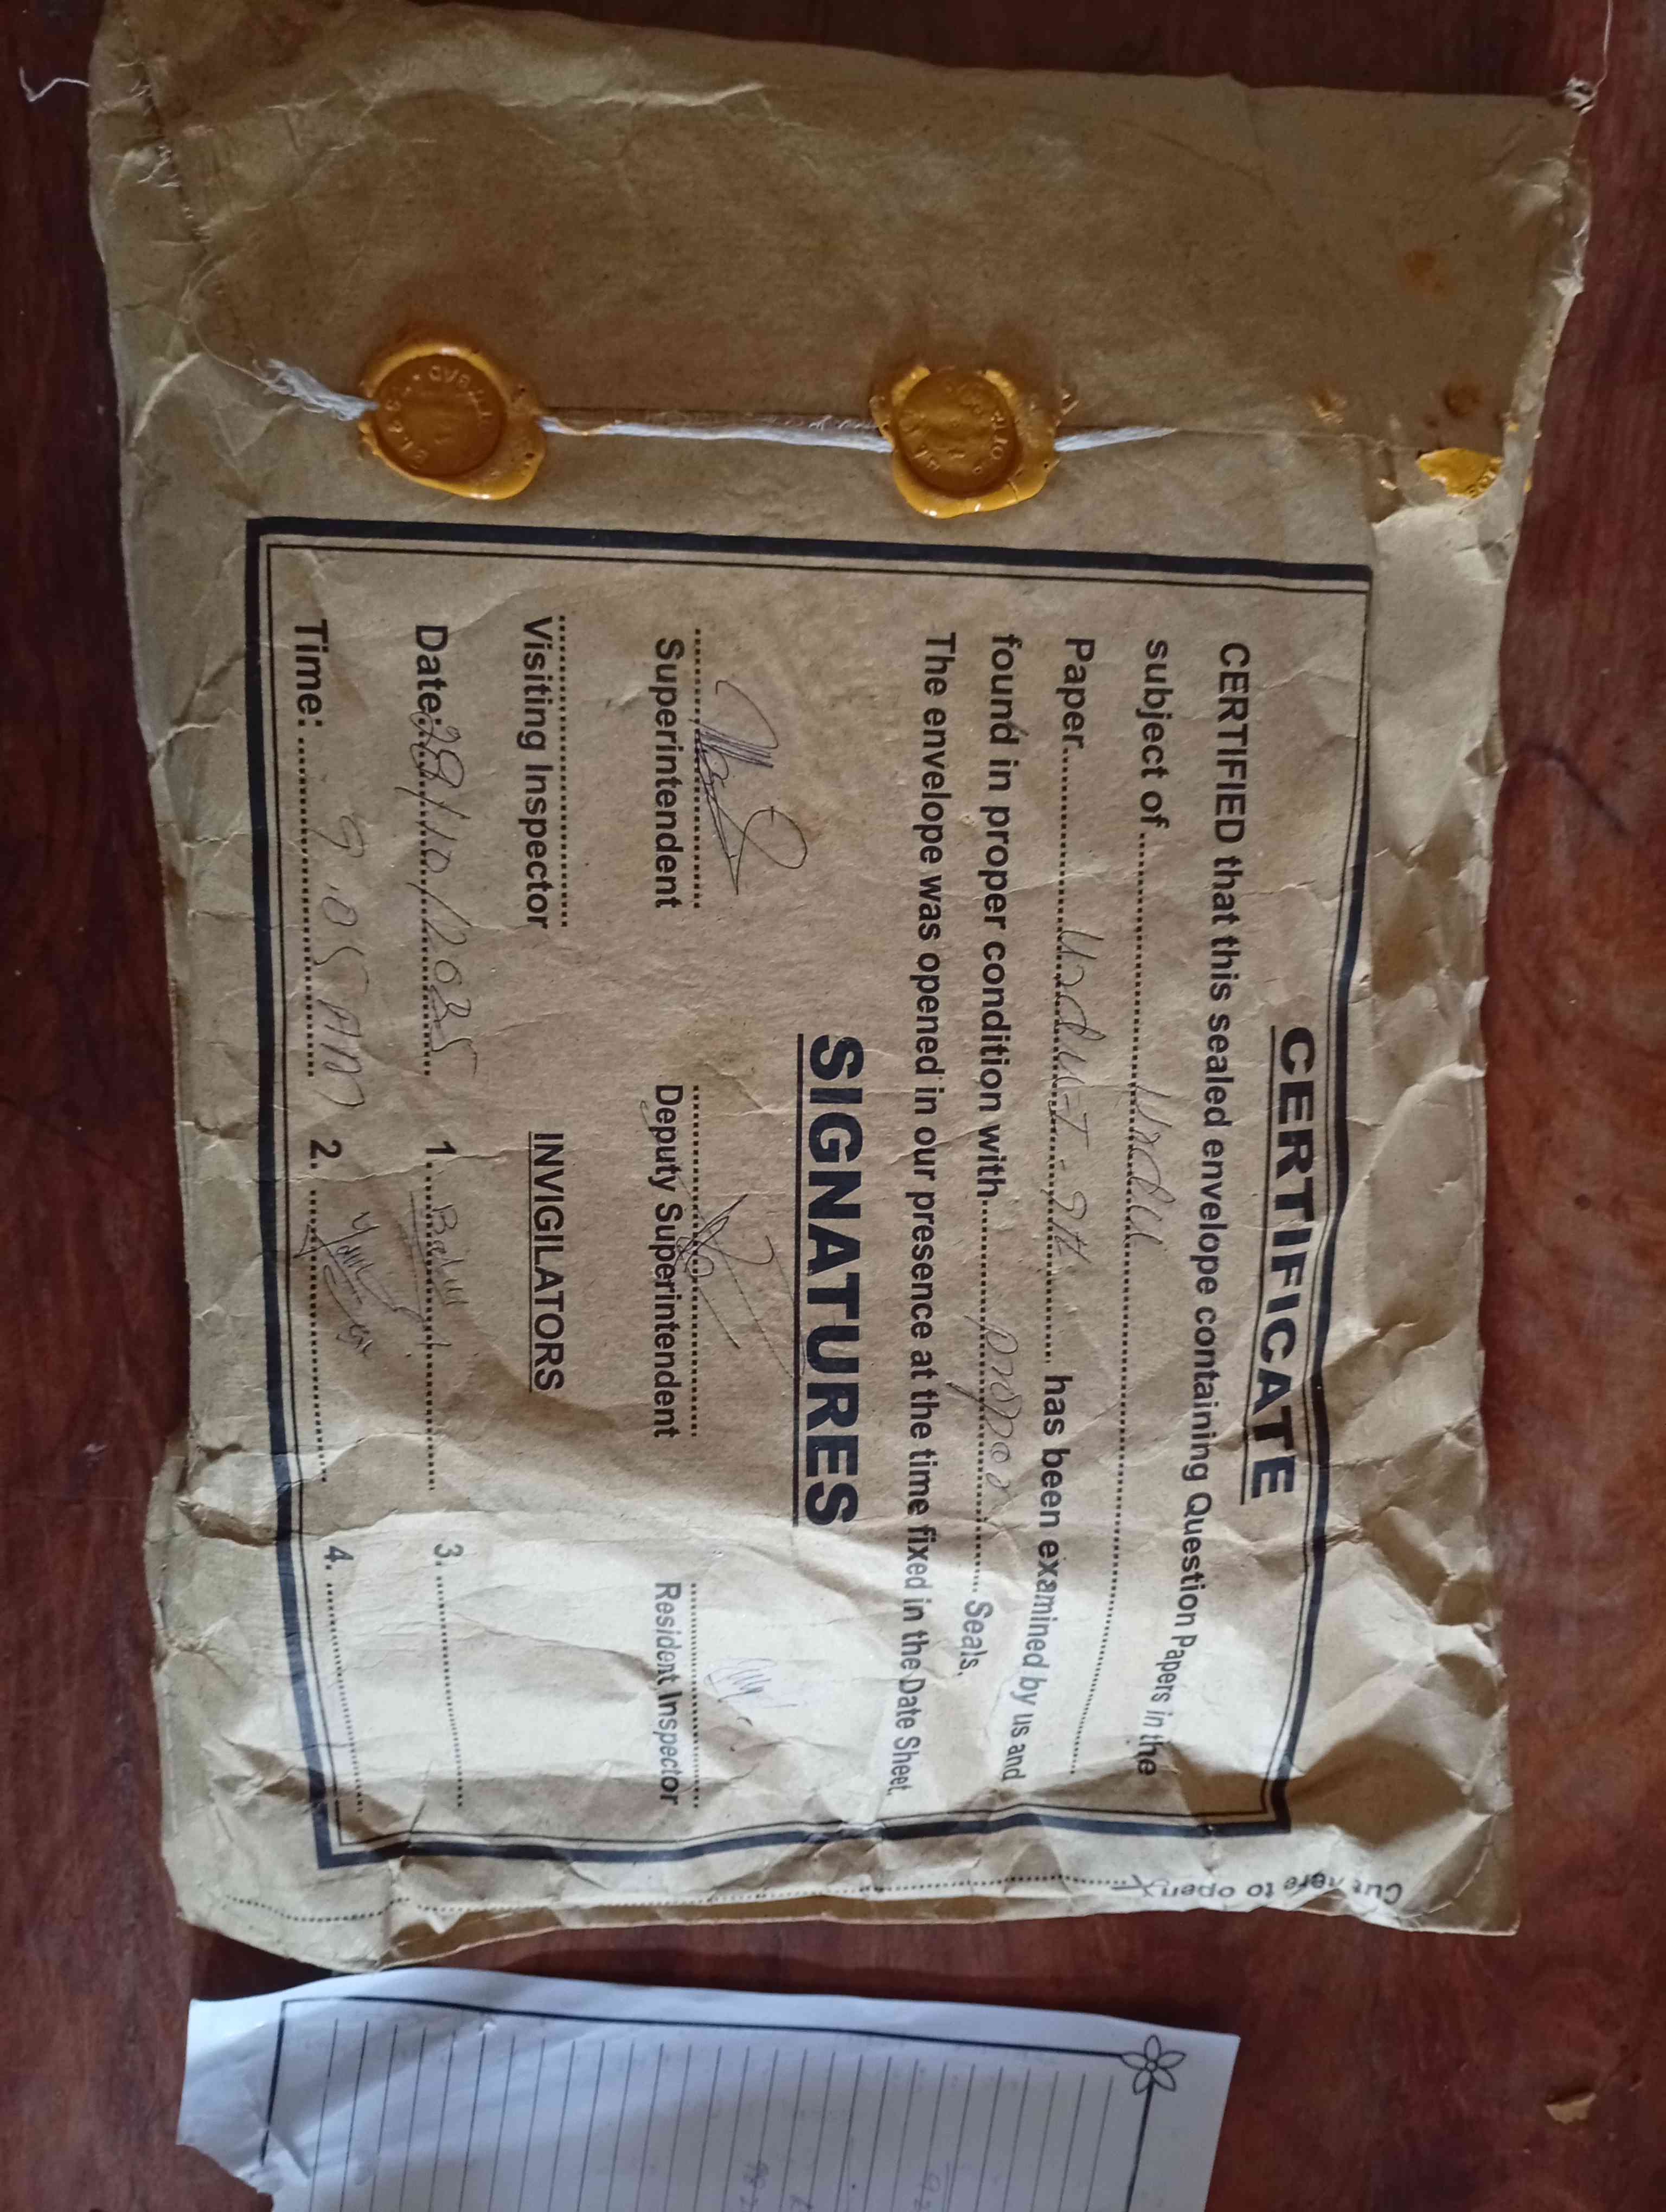 CERTIFICATE
CERTIFIED that this sealed envelope containing Question Papers in the
subject of.......... Urdu ..........
Paper.......... Urdu-I-9th .......... has been examined by us and
found in proper condition with.......... proper .......... Seals.
The envelope was opened in our presence at the time fixed in the Date Sheet.
SIGNATURES
Superintendent Deputy Superintendent Resident Inspector
Visiting Inspector INVIGILATORS
Date: 28/10/2025 1. 3.
Time: 9.05 AM 2. 4.
Cut here to open